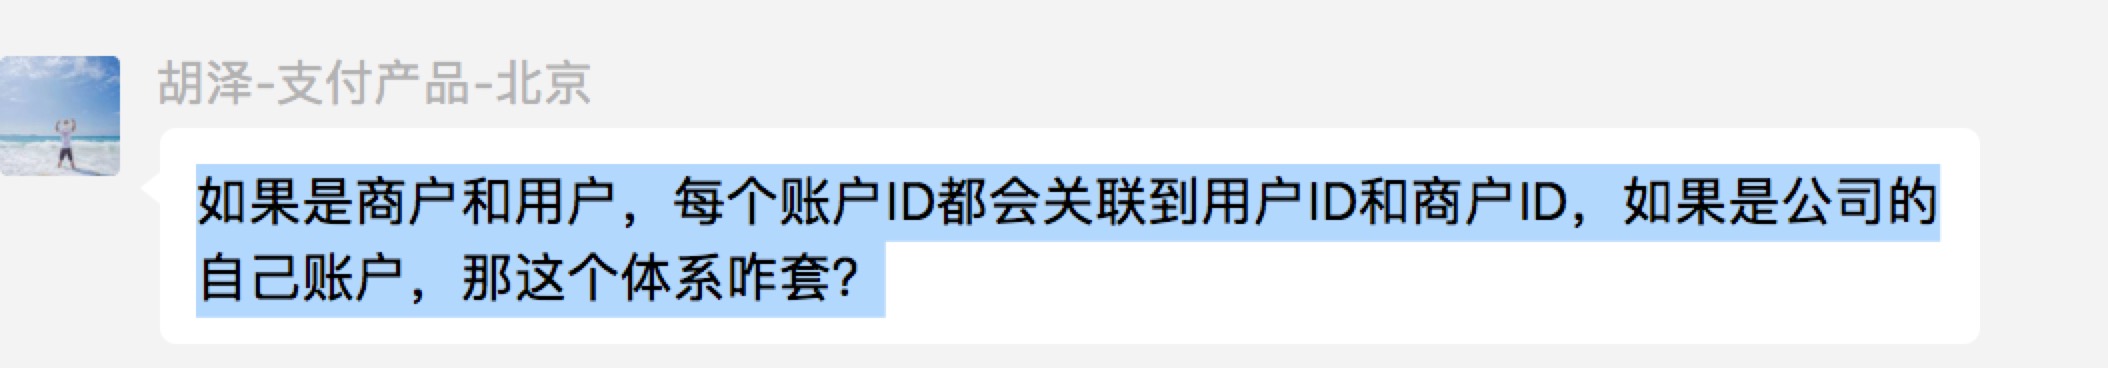 胡泽-支付产品-北京
如果是商户和用户，每个账户ID都会关联到用户ID和商户ID，如果是公司的
自己账户，那这个体系咋套？